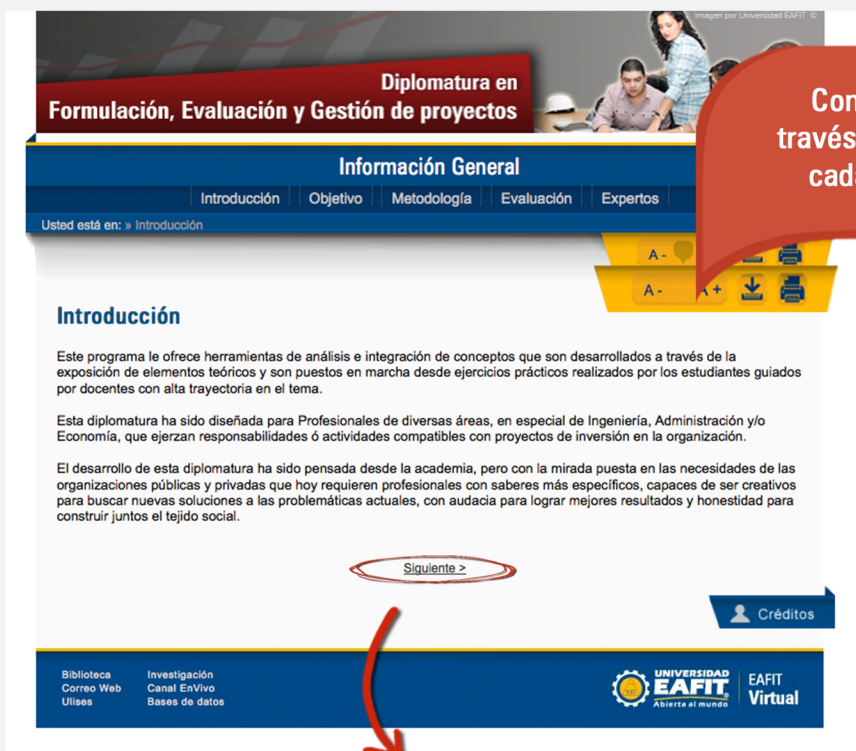 Imagen por Universidad EAFIT ©
Diplomatura en
Formulación, Evaluación y Gestión de proyectos
través
Información General
Introducción Objetivo Metodología Evaluación Expertos
Usted está en: » Introducción
A -
A - A +
Introducción
Este programa le ofrece herramientas de análisis e integración de conceptos que son desarrollados a través de la
exposición de elementos teóricos y son puestos en marcha desde ejercicios prácticos realizados por los estudiantes guiados
por docentes con alta trayectoria en el tema.
Esta diplomatura ha sido diseñada para Profesionales de diversas áreas, en especial de Ingeniería, Administración y/o
Economía, que ejerzan responsabilidades ó actividades compatibles con proyectos de inversión en la organización.
El desarrollo de esta diplomatura ha sido pensada desde la academia, pero con la mirada puesta en las necesidades de las
organizaciones públicas y privadas que hoy requieren profesionales con saberes más específicos, capaces de ser creativos
para buscar nuevas soluciones a las problemáticas actuales, con audacia para lograr mejores resultados y honestidad para
construir juntos el tejido social.
Siguiente >
Créditos
Biblioteca Investigación
Correo Web Canal EnVivo
Ulises Bases de datos
UNIVERSIDAD
EAFIT
Abierta al mundo
EAFIT
Virtual